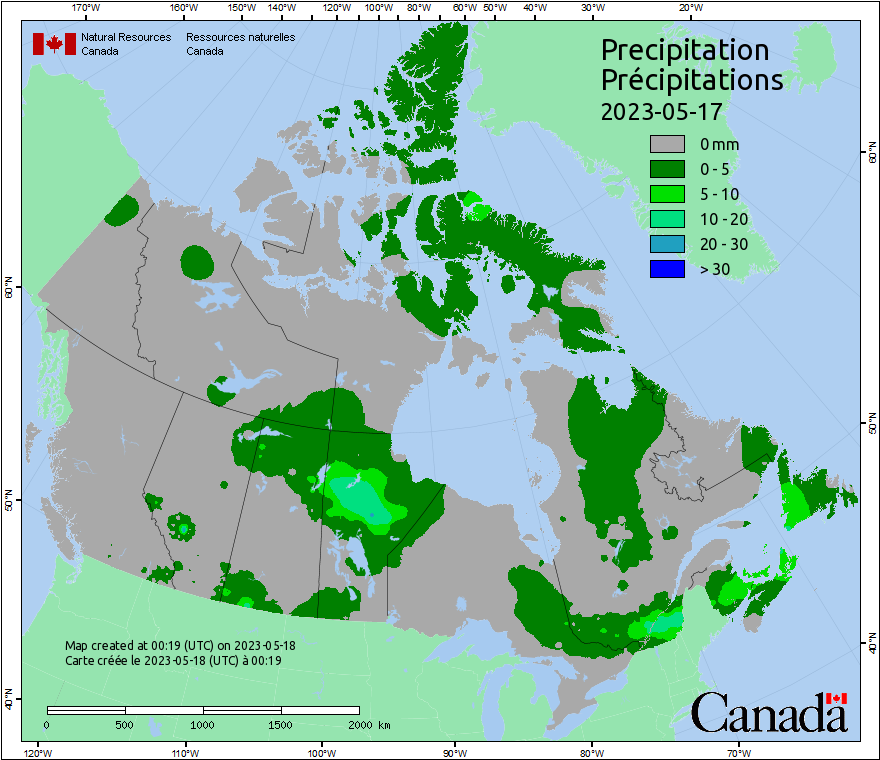 170°W 160°W 150°W 140°W 120°W 100°W 80°W 60°W 50°W 40°W 30°W 20°W
Natural Resources Canada
Ressources naturelles Canada
Precipitation
Précipitations
2023-05-17
0 mm
0 - 5
5 - 10
10 - 20
20 - 30
> 30
60°N
50°N
40°N
60°N
50°N
40°N
Map created at 00:19 (UTC) on 2023-05-18
Carte créée le 2023-05-18 (UTC) à 00:19
0 500 1000 1500 2000 km
Canada
120°W 110°W 100°W 90°W 80°W 70°W